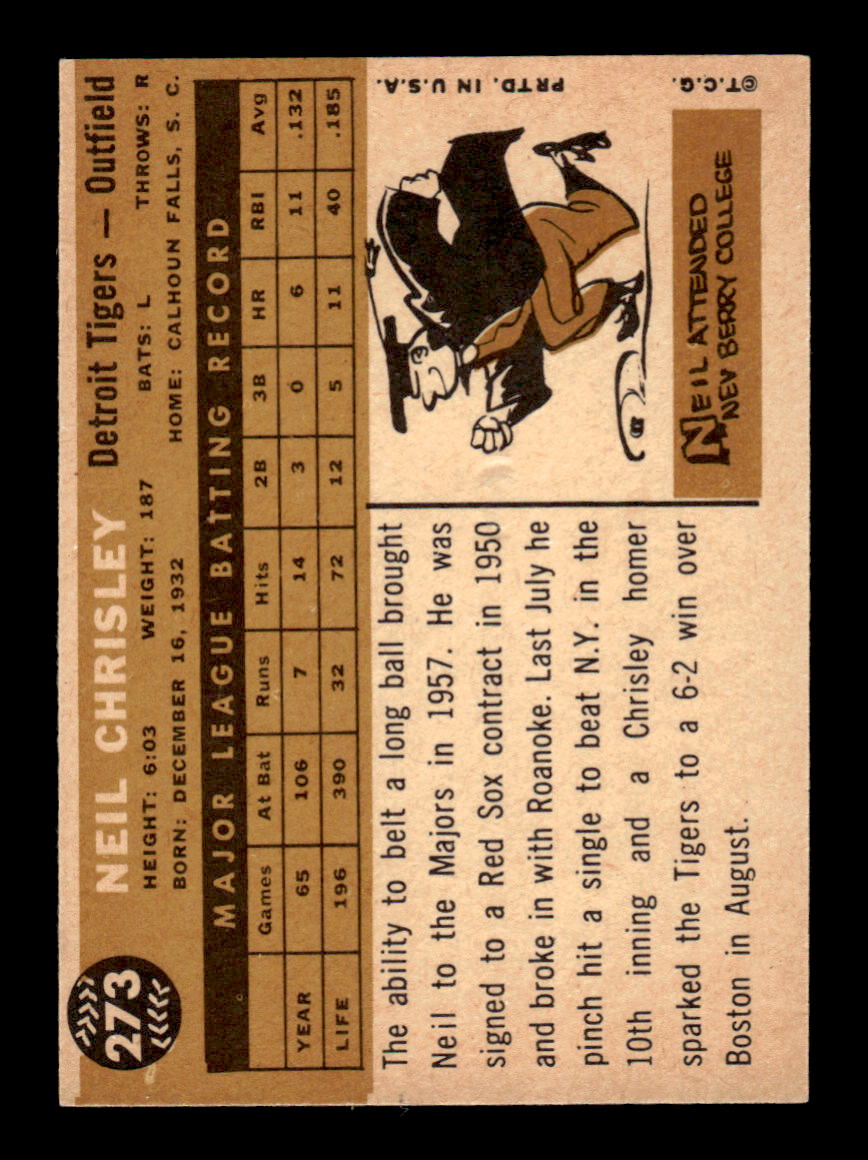 273
NEIL CHRISLEY Detroit Tigers — Outfield
HEIGHT: 6:03 WEIGHT: 187 BATS: L THROWS: R
BORN: DECEMBER 16, 1932 HOME: CALHOUN FALLS, S. C.
MAJOR LEAGUE BATTING RECORD
Games At Bat Runs Hits 2B 3B HR RBI Avg
YEAR 65 106 7 14 3 0 6 11 .132
LIFE 196 390 32 72 12 5 11 40 .185
The ability to belt a long ball brought
Neil to the Majors in 1957. He was
signed to a Red Sox contract in 1950
and broke in with Roanoke. Last July he
pinch hit a single to beat N.Y. in the
10th inning and a Chrisley homer
sparked the Tigers to a 6-2 win over
Boston in August.
NEIL ATTENDED
NEW BERRY COLLEGE
©T.C.G. PRTD. IN U.S.A.